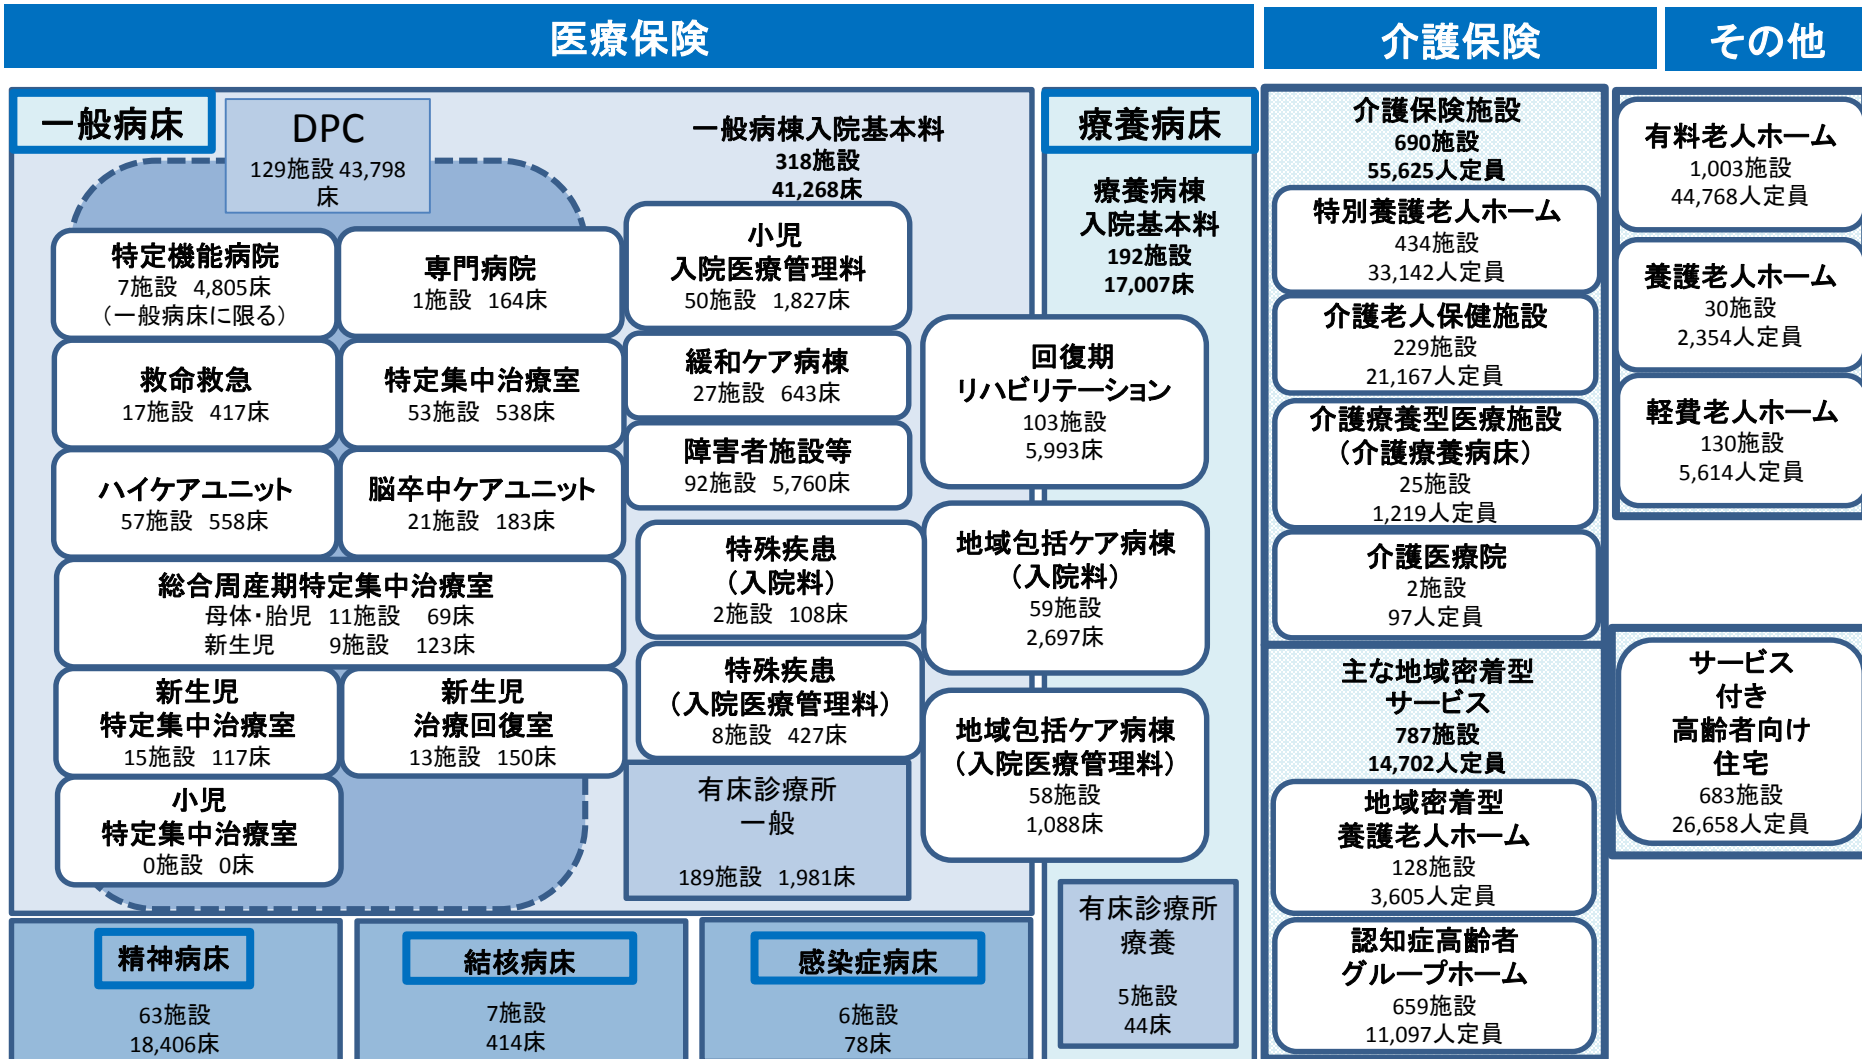 医療保険
介護保険
その他
一般病床
DPC
129施設 43,798
床
一般病棟入院基本料
318施設
41,268床
特定機能病院
7施設 4,805床
（一般病床に限る）
専門病院
1施設 164床
救命救急
17施設 417床
特定集中治療室
53施設 538床
ハイケアユニット
57施設 558床
脳卒中ケアユニット
21施設 183床
総合周産期特定集中治療室
母体・胎児 11施設 69床
新生児 9施設 123床
新生児
特定集中治療室
15施設 117床
新生児
治療回復室
13施設 150床
小児
特定集中治療室
0施設 0床
小児
入院医療管理料
50施設 1,827床
緩和ケア病棟
27施設 643床
障害者施設等
92施設 5,760床
特殊疾患
（入院料）
2施設 108床
特殊疾患
（入院医療管理料）
8施設 427床
有床診療所
一般
189施設 1,981床
療養病床
療養病棟
入院基本料
192施設
17,007床
回復期
リハビリテーション
103施設
5,993床
地域包括ケア病棟
（入院料）
59施設
2,697床
地域包括ケア病棟
（入院医療管理料）
58施設
1,088床
有床診療所
療養
5施設
44床
精神病床
63施設
18,406床
結核病床
7施設
414床
感染症病床
6施設
78床
介護保険施設
690施設
55,625人定員
特別養護老人ホーム
434施設
33,142人定員
介護老人保健施設
229施設
21,167人定員
介護療養型医療施設
（介護療養病床）
25施設
1,219人定員
介護医療院
2施設
97人定員
主な地域密着型
サービス
787施設
14,702人定員
地域密着型
養護老人ホーム
128施設
3,605人定員
認知症高齢者
グループホーム
659施設
11,097人定員
有料老人ホーム
1,003施設
44,768人定員
養護老人ホーム
30施設
2,354人定員
軽費老人ホーム
130施設
5,614人定員
サービス
付き
高齢者向け
住宅
683施設
26,658人定員